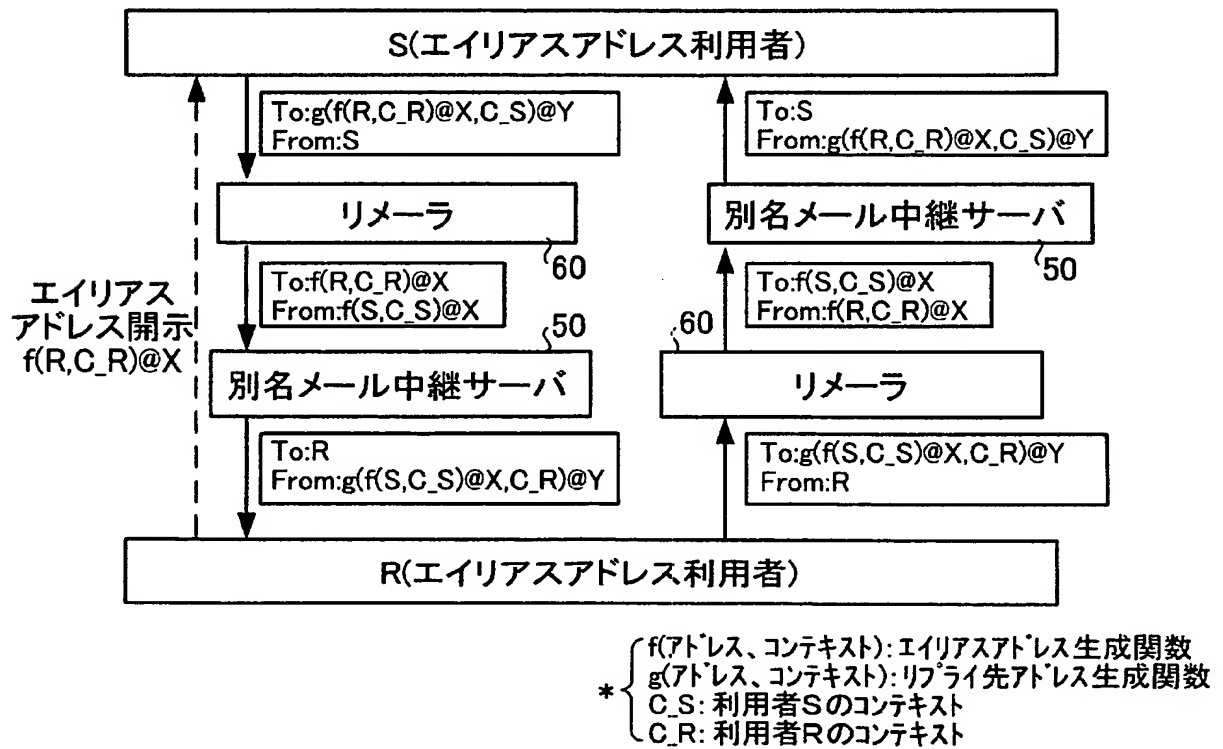 S(エイリアスアドレス利用者)
To:g(f(R,C_R)@X,C_S)@Y
From:S
To:S
From:g(f(R,C_R)@X,C_S)@Y
リメーラ
60
別名メール中継サーバ
50
エイリアス
アドレス開示
f(R,C_R)@X
To:f(R,C_R)@X
From:f(S,C_S)@X
To:f(S,C_S)@X
From:f(R,C_R)@X
50
別名メール中継サーバ
60
リメーラ
To:R
From:g(f(S,C_S)@X,C_R)@Y
To:g(f(S,C_S)@X,C_R)@Y
From:R
R(エイリアスアドレス利用者)
* f(アドレス、コンテキスト):エイリアスアドレス生成関数
g(アドレス、コンテキスト):リプライ先アドレス生成関数
C_S:利用者Sのコンテキスト
C_R:利用者Rのコンテキスト